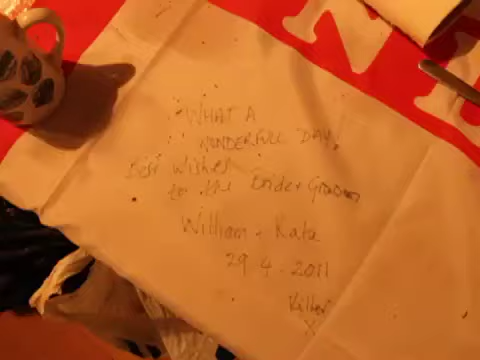 WHAT A
WONDERFULL DAY!
Best Wishes
to the Bride & Groom
William + Kate
29.4-2011
X